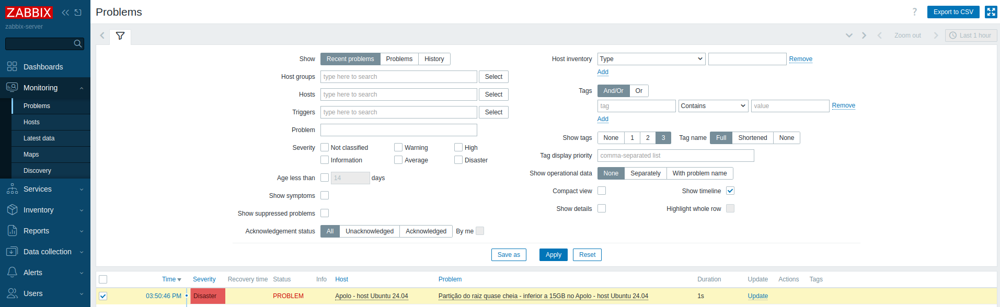 ZABBIX
zabbix-server
Dashboards
Monitoring
Problems
Hosts
Latest data
Maps
Discovery
Services
Inventory
Reports
Data collection
Alerts
Users
Problems
? Export to CSV
Zoom out Last 1 hour
Show Recent problems Problems History
Host groups type here to search Select
Hosts type here to search Select
Triggers type here to search Select
Problem
Severity Not classified Warning High
Information Average Disaster
Age less than 14 days
Show symptoms
Show suppressed problems
Acknowledgement status All Unacknowledged Acknowledged By me
Host inventory Type Remove
Add
Tags And/Or Or
tag Contains value Remove
Add
Show tags None 1 2 3 Tag name Full Shortened None
Tag display priority comma-separated list
Show operational data None Separately With problem name
Compact view Show timeline
Show details Highlight whole row
Save as Apply Reset
Time Severity Recovery time Status Info Host Problem Duration Update Actions Tags
03:50:46 PM Disaster PROBLEM Apolo - host Ubuntu 24.04 Partição do raiz quase cheia - inferior a 15GB no Apolo - host Ubuntu 24.04 1s Update